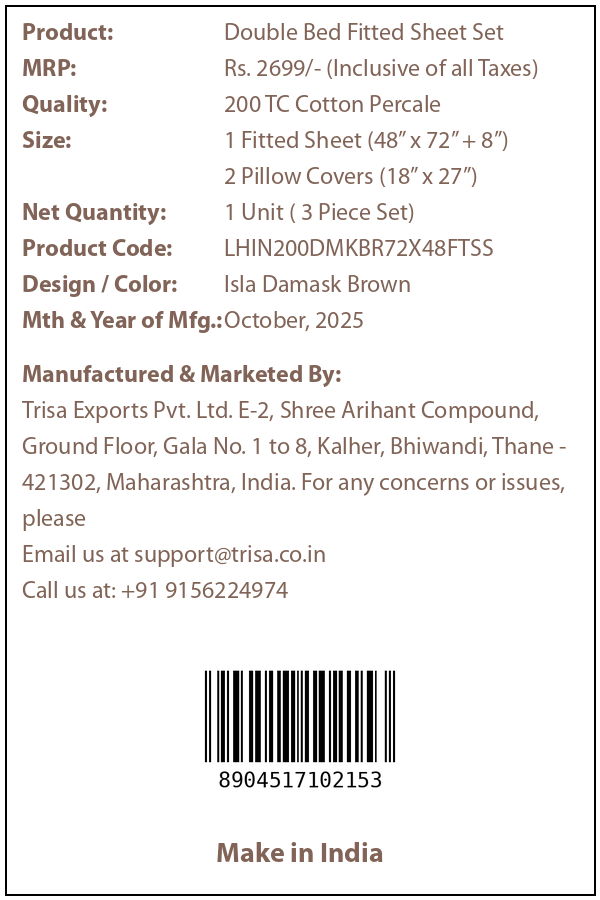 Product: Double Bed Fitted Sheet Set
MRP: Rs. 2699/- (Inclusive of all Taxes)
Quality: 200 TC Cotton Percale
Size: 1 Fitted Sheet (48” x 72” + 8”)
2 Pillow Covers (18” x 27”)
Net Quantity: 1 Unit ( 3 Piece Set)
Product Code: LHIN200DMKBR72X48FTSS
Design / Color: Isla Damask Brown
Mth & Year of Mfg.: October, 2025
Manufactured & Marketed By:
Trisa Exports Pvt. Ltd. E-2, Shree Arihant Compound,
Ground Floor, Gala No. 1 to 8, Kalher, Bhiwandi, Thane -
421302, Maharashtra, India. For any concerns or issues,
please
Email us at support@trisa.co.in
Call us at: +91 9156224974
8904517102153
Make in India